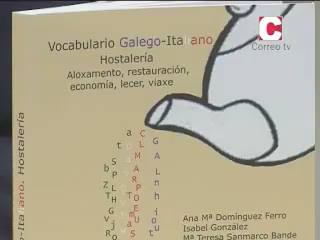 Vocabulario Galego-Italiano
Hostalería
Aloxamento, restauración,
economía, lecer, viaxe
C
Correo tv
Ana Mª Domínguez Ferro
Isabel González
Mª Teresa Sanmarco Bande
-Italiano. Hostalería